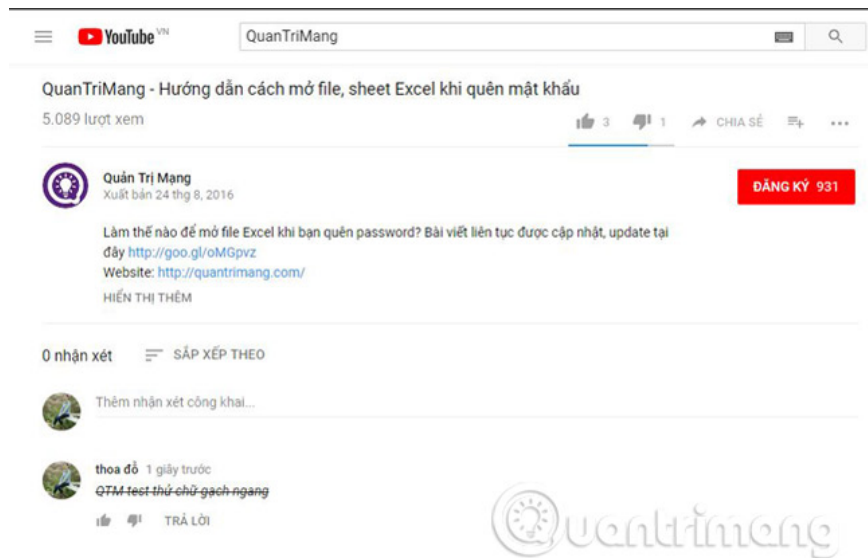 YouTube VN
QuanTriMang
QuanTriMang - Hướng dẫn cách mở file, sheet Excel khi quên mật khẩu
5.089 lượt xem
3 1 CHIA SẺ
Quản Trị Mạng
Xuất bản 24 thg 8, 2016
ĐĂNG KÝ 931
Làm thế nào để mở file Excel khi bạn quên password? Bài viết liên tục được cập nhật, update tại
đây http://goo.gl/oMGpvz
Website: http://quantrimang.com/
HIỂN THỊ THÊM
0 nhận xét SẮP XẾP THEO
Thêm nhận xét công khai...
thoa đỗ 1 giây trước
QTM test thử chữ gạch ngang
TRẢ LỜI
Quantrimang